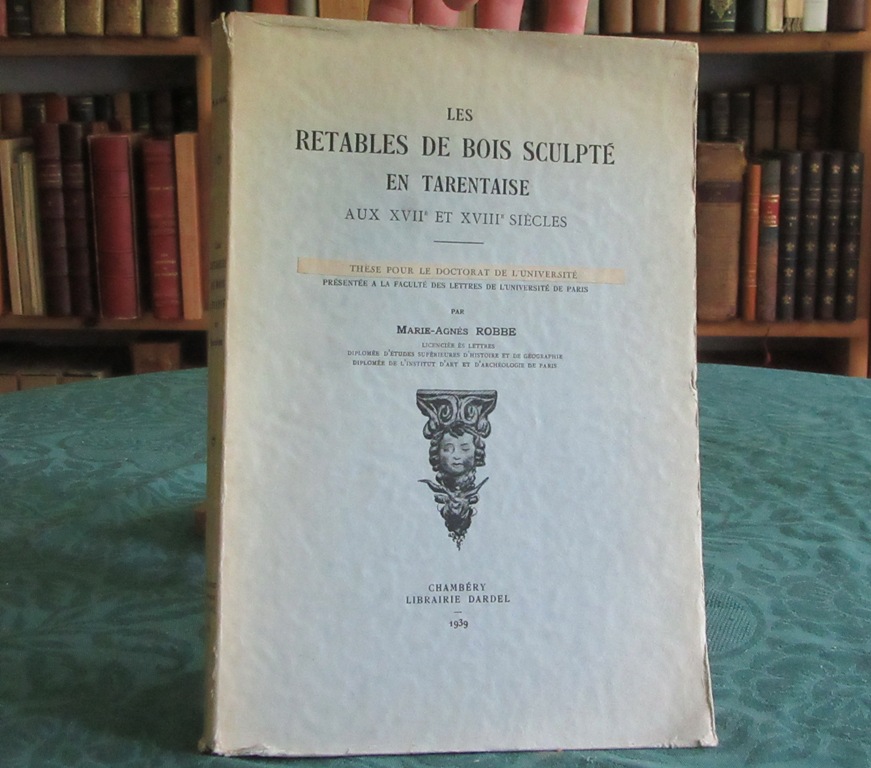 LES
RETABLES DE BOIS SCULPTÉ
EN TARENTAISE
AUX XVIIᵉ ET XVIIIᵉ SIÈCLES
THÈSE POUR LE DOCTORAT DE L'UNIVERSITÉ
PRÉSENTÉE A LA FACULTÉ DES LETTRES DE L'UNIVERSITÉ DE PARIS
PAR
MARIE-AGNÈS ROBBE
LICENCIÉE ÈS LETTRES
DIPLOMÉE D'ÉTUDES SUPÉRIEURES D'HISTOIRE ET DE GÉOGRAPHIE
DIPLOMÉE DE L'INSTITUT D'ART ET D'ARCHÉOLOGIE DE PARIS
CHAMBÉRY
LIBRAIRIE DARDEL
1939